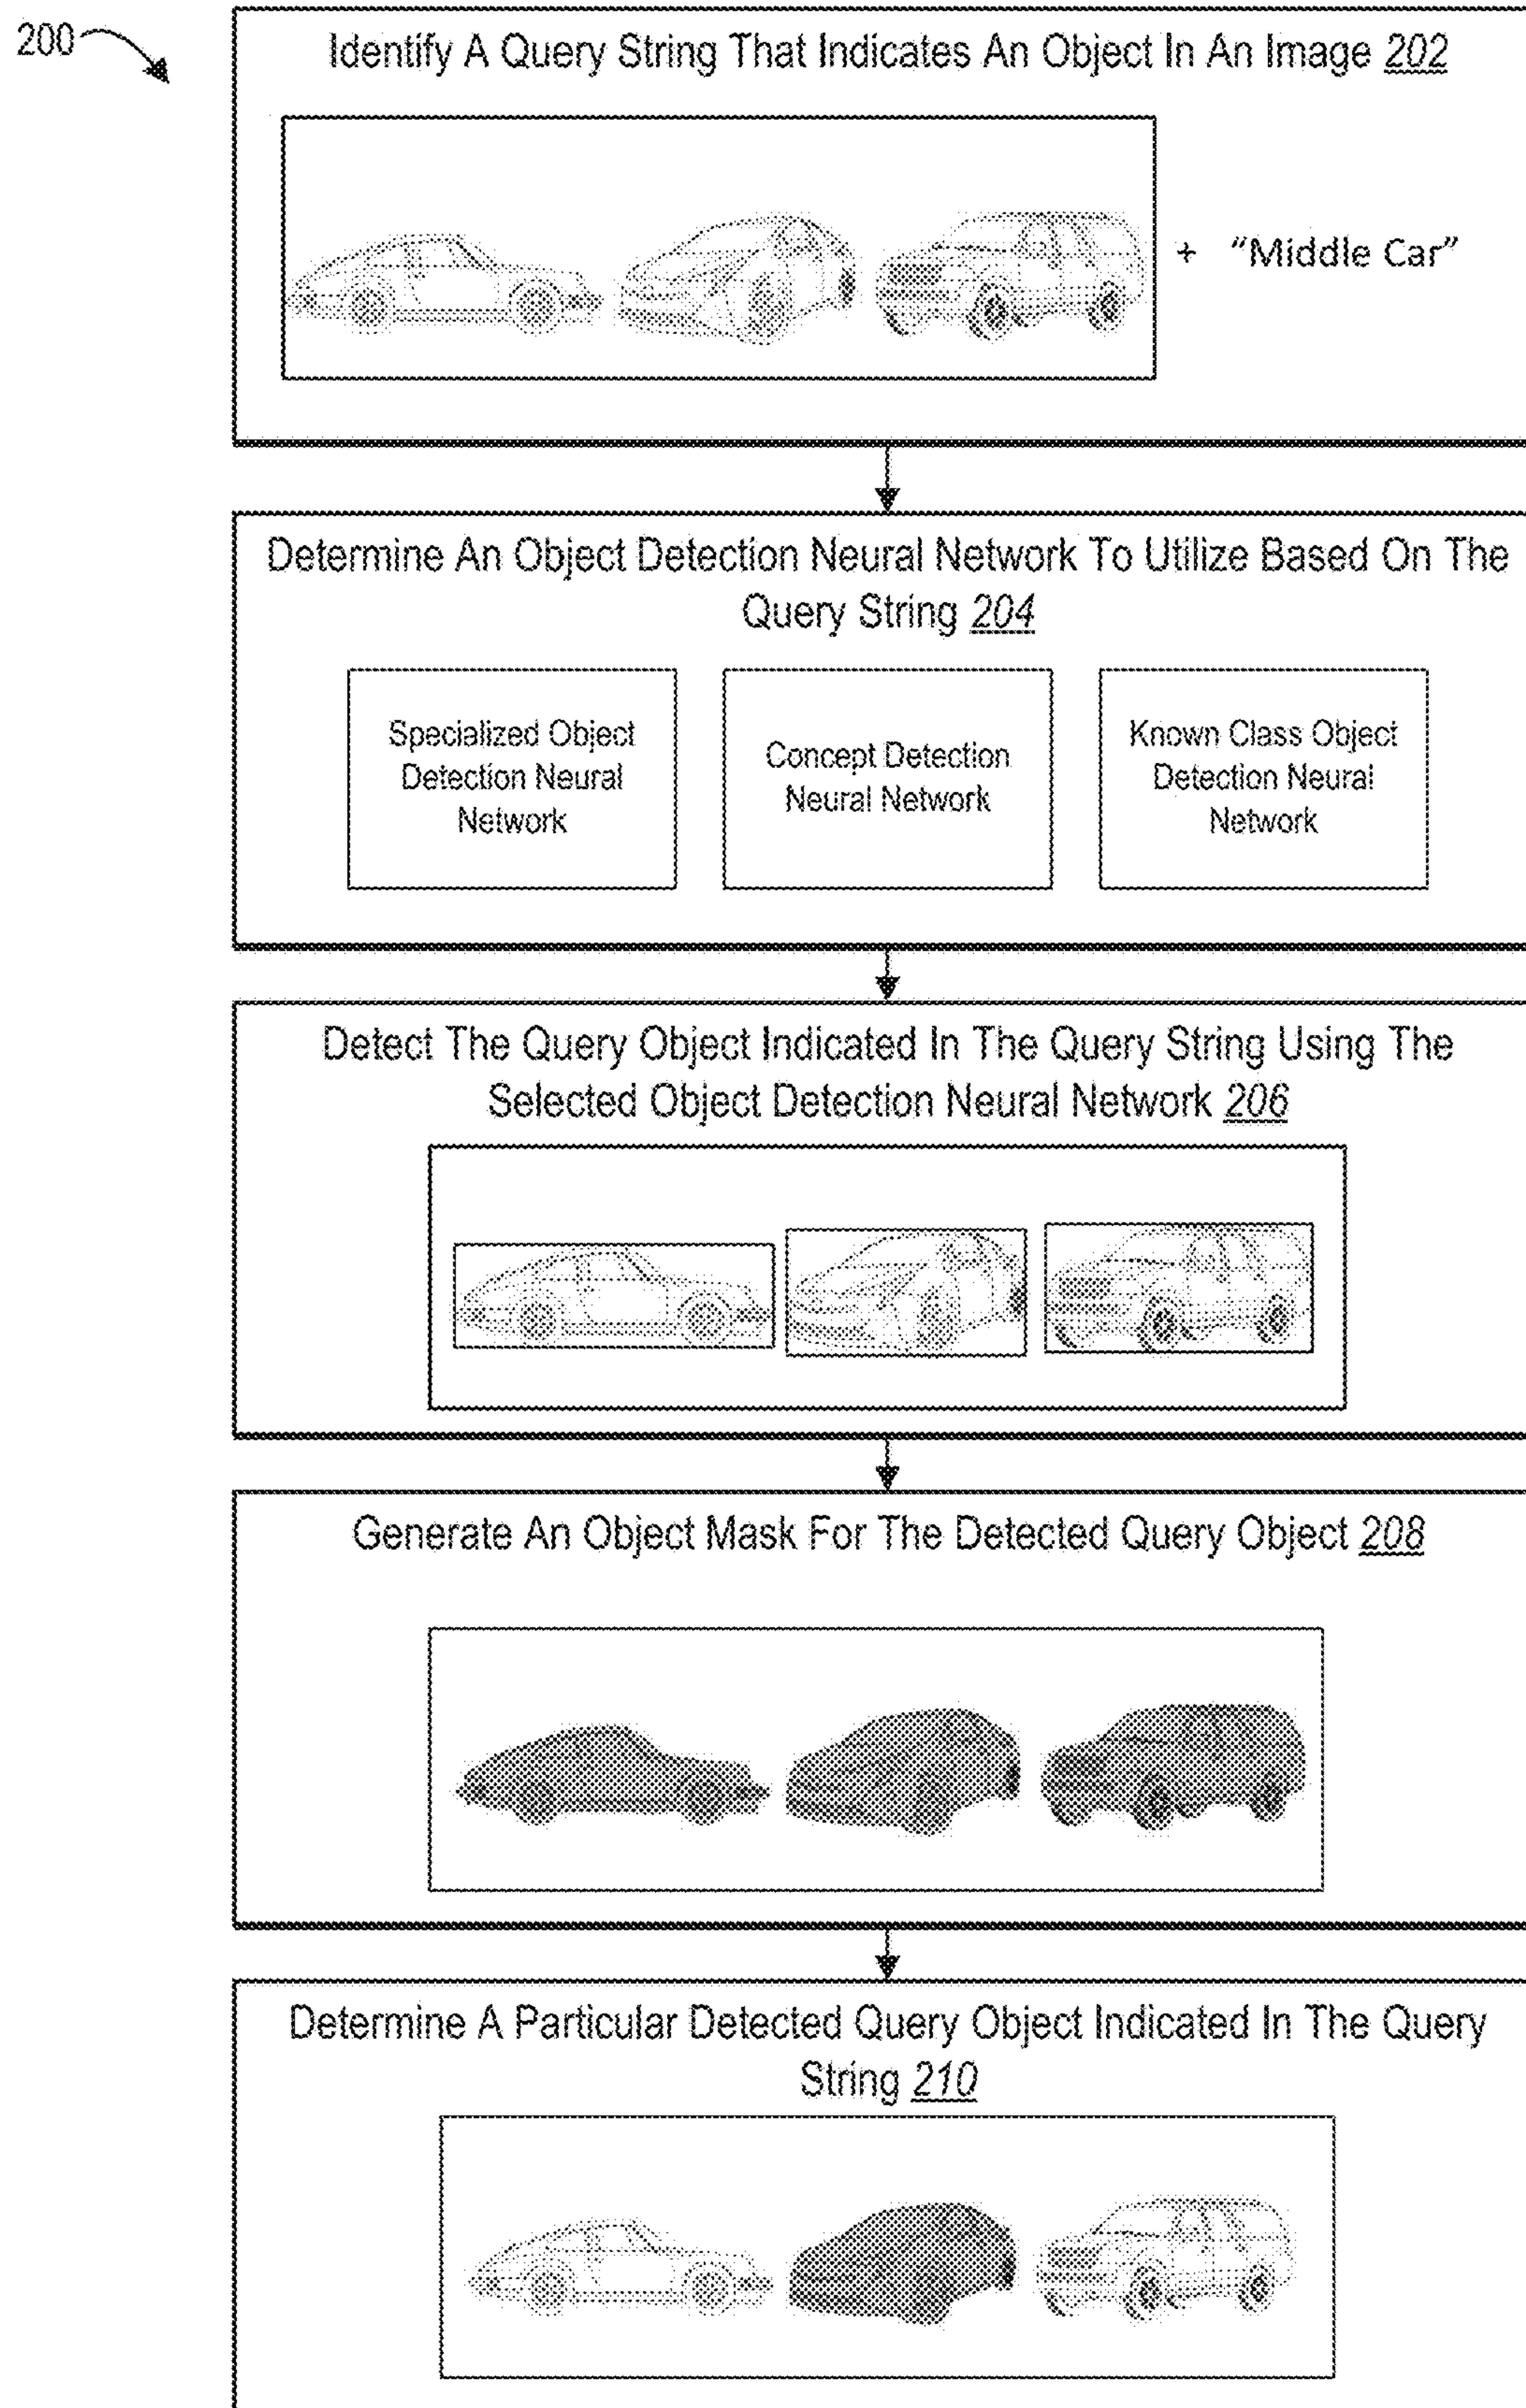 200
Identify A Query String That Indicates An Object In An Image 202
+ “Middle Car”
Determine An Object Detection Neural Network To Utilize Based On The
Query String 204
Specialized Object
Detection Neural
Network
Concept Detection
Neural Network
Known Class Object
Detection Neural
Network
Detect The Query Object Indicated In The Query String Using The
Selected Object Detection Neural Network 206
Generate An Object Mask For The Detected Query Object 208
Determine A Particular Detected Query Object Indicated In The Query
String 210